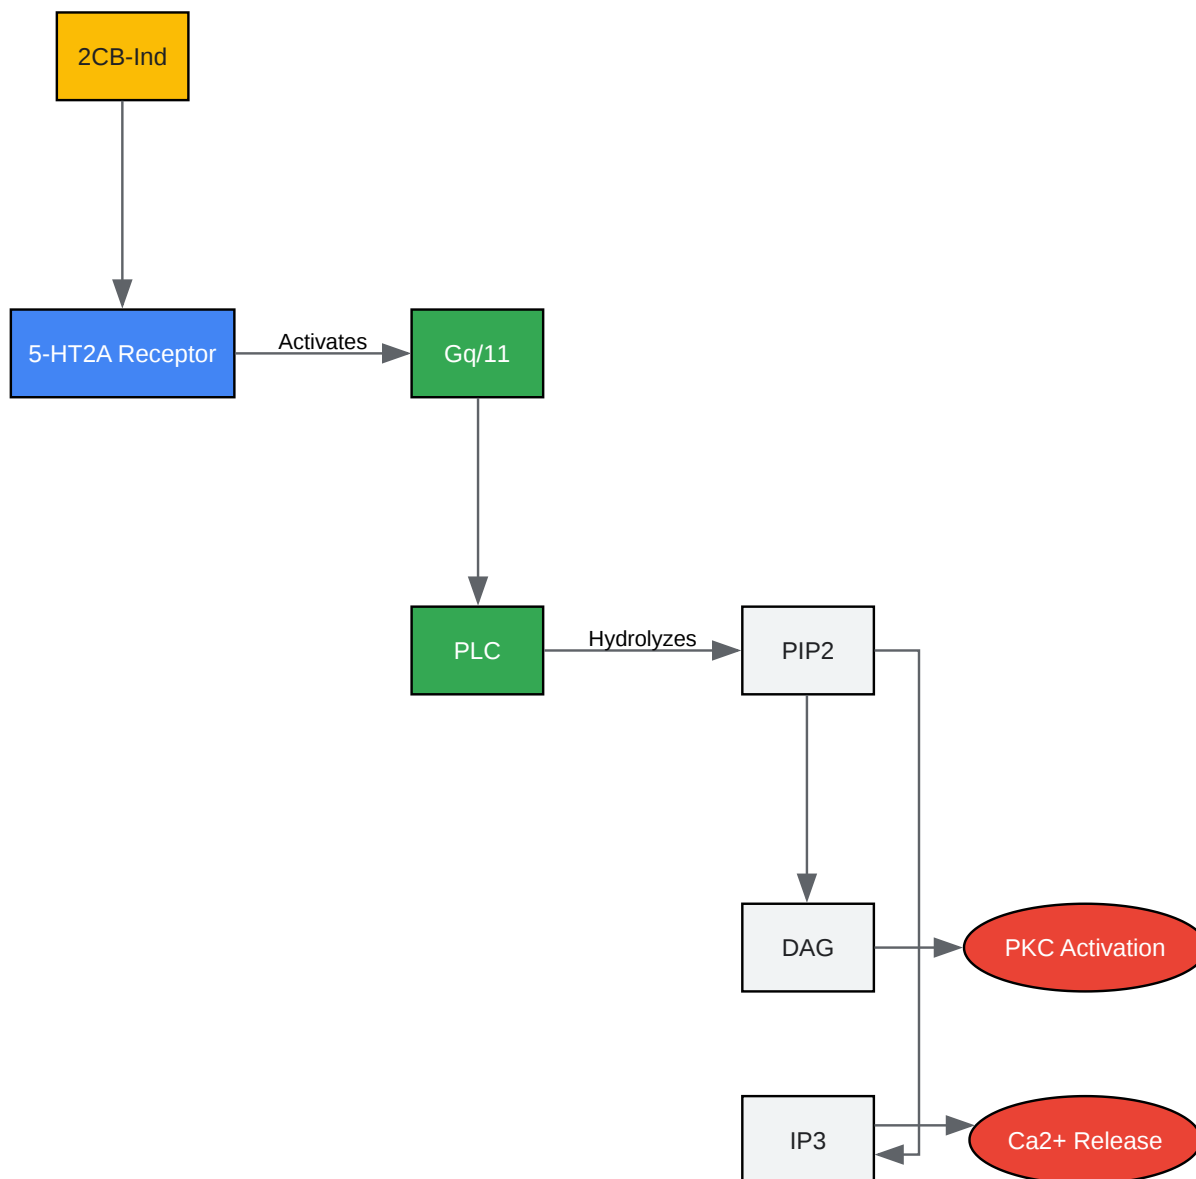 2CB-Ind
5-HT2A Receptor
Activates
Gq/11
PLC
Hydrolyzes
PIP2
DAG
PKC Activation
IP3
Ca2+ Release